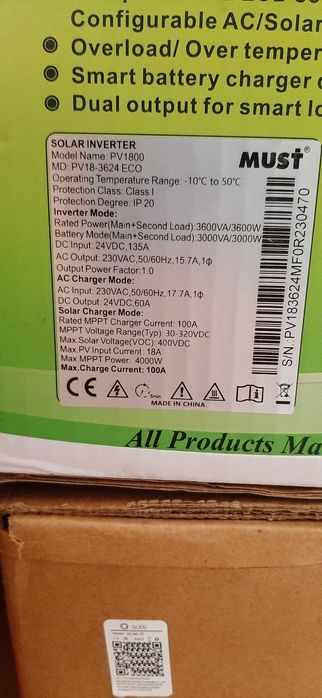 Configurable AC/Solar
Overload/ Over temper
Smart battery charger
Dual output for smart lo
SOLAR INVERTER
Model Name: PV1800
MD: PV18-3624 ECO
MUST
Operating Temperature Range: -10℃ to 50℃
Protection Class: Class I
Protection Degree: IP 20
Inverter Mode:
Rated Power(Main+Second Load):3600VA/3600W
Battery Mode(Main+Second Load):3000VA/3000W
DC Input: 24VDC,135A
AC Output: 230VAC,50/60Hz,15.7A,1ф
Output Power Factor:1.0
AC Charger Mode:
AC Input: 230VAC,50/60Hz,17.7A,1ф
DC Output: 24VDC,60A
Solar Charger Mode:
Rated MPPT Charger Current: 100A
MPPT Voltage Range(Typ): 30-320VDC
Max Solar Voltage(VOC): 400VDC
Max.PV Input Current: 18A
Max MPPT Power: 4000W
Max.Charge Current: 100A
S/N: PV183624MF0R230470
CE
5min
MADE IN CHINA
All Products Ma
solis